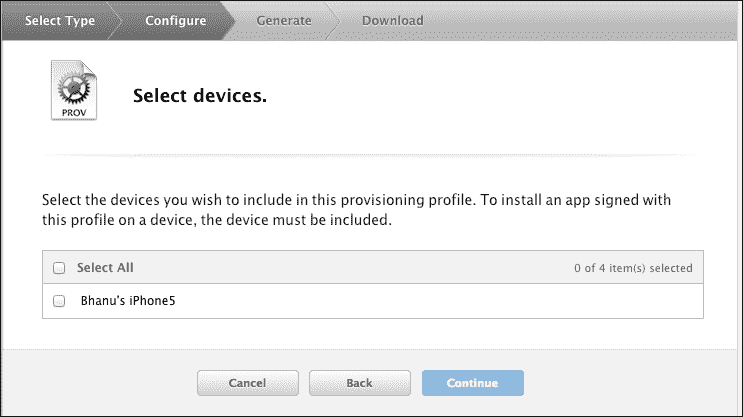 Select Type Configure Generate Download
PROV
Select devices.
Select the devices you wish to include in this provisioning profile. To install an app signed with
this profile on a device, the device must be included.
Select All 0 of 4 item(s) selected
Bhanu's iPhone5
Cancel Back Continue